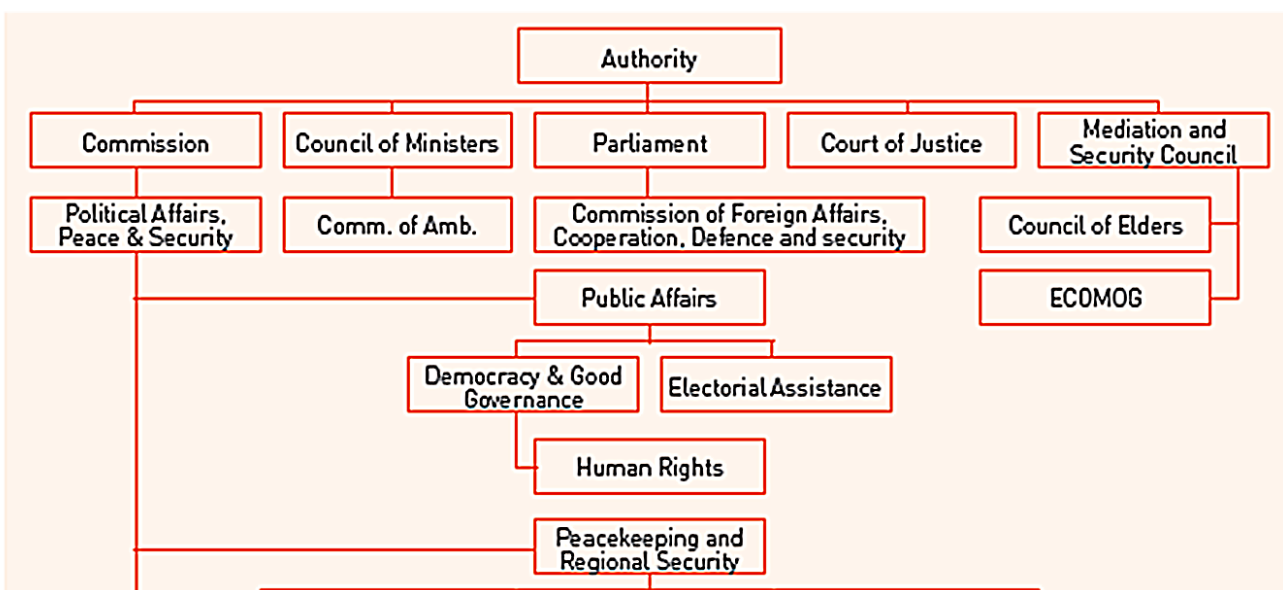 Authority
Commission
Council of Ministers
Parliament
Court of Justice
Mediation and
Security Council
Political Affairs,
Peace & Security
Comm. of Amb.
Commission of Foreign Affairs,
Cooperation, Defence and security
Council of Elders
Public Affairs
ECOMOG
Democracy & Good
Governance
Electorial Assistance
Human Rights
Peacekeeping and
Regional Security